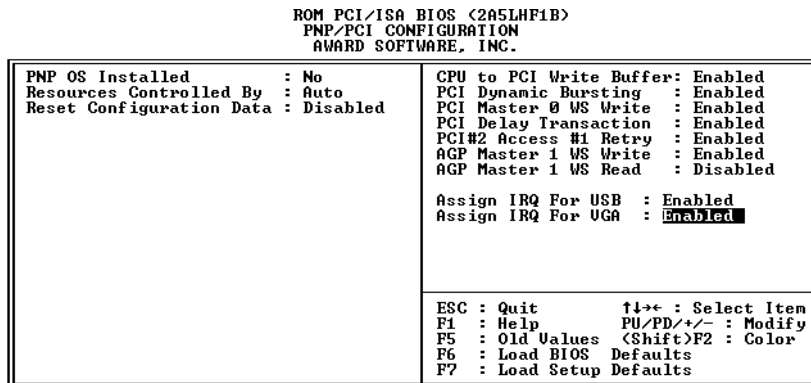 ROM PCI/ISA BIOS (2A5LHF1B)
PNP/PCI CONFIGURATION
AWARD SOFTWARE, INC.
PNP OS Installed : No
Resources Controlled By : Auto
Reset Configuration Data : Disabled
CPU to PCI Write Buffer: Enabled
PCI Dynamic Bursting : Enabled
PCI Master 0 WS Write : Enabled
PCI Delay Transaction : Enabled
PCI#2 Access #1 Retry : Enabled
AGP Master 1 WS Write : Enabled
AGP Master 1 WS Read : Disabled
Assign IRQ For USB : Enabled
Assign IRQ For VGA : Enabled
ESC : Quit ↑↓→← : Select Item
F1 : Help PU/PD/+/- : Modify
F5 : Old Values (Shift)F2 : Color
F6 : Load BIOS Defaults
F7 : Load Setup Defaults